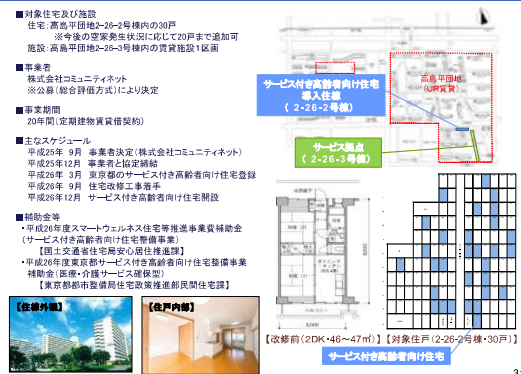 ■対象住宅及び施設
住宅:高島平団地2-26-2号棟内の30戸
※今後の空家発生状況に応じて20戸まで追加可
施設:高島平団地2-26-3号棟内の賃貸施設1区画
■事業者
株式会社コミュニティネット
※公募(総合評価方式)により決定
■事業期間
20年間(定期建物賃貸借契約)
■主なスケジュール
平成25年 9月 事業者決定(株式会社コミュニティネット)
平成25年12月 事業者と協定締結
平成26年 3月 東京都のサービス付き高齢者向け住宅登録
平成26年 9月 住宅改修工事着手
平成26年12月 サービス付き高齢者向け住宅開設
■補助金等
・平成26年度スマートウェルネス住宅等推進事業費補助金
(サービス付き高齢者向け住宅整備事業)
【国土交通省住宅局安心居住推進課】
・平成26年度東京都サービス付き高齢者向け住宅整備事業
補助金(医療・介護サービス確保型)
【東京都都市整備局住宅政策推進部民間住宅課】
【住棟外観】
【住戸内部】
サービス付き高齢者向け住宅
導入住棟
(2-26-2号棟)
高島平団地
(UR賃貸)
サービス拠点
(2-26-3号棟)
【改修前(2DK・46~47㎡)】
【対象住戸(2-26-2号棟・30戸)】
サービス付き高齢者向け住宅